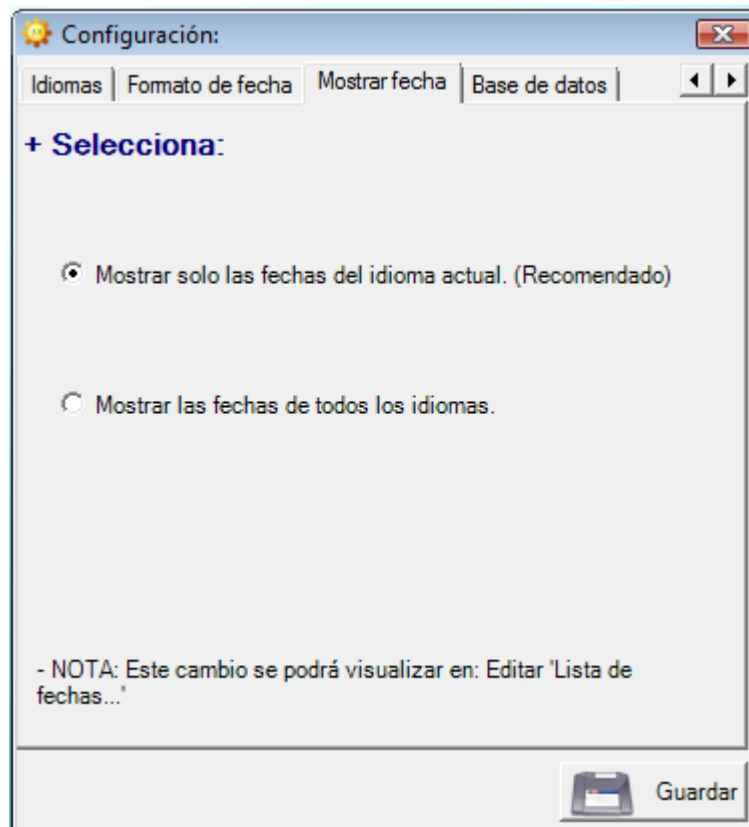 Configuración:
Idiomas Formato de fecha Mostrar fecha Base de datos
+ Selecciona:
Mostrar solo las fechas del idioma actual. (Recomendado)
Mostrar las fechas de todos los idiomas.
- NOTA: Este cambio se podrá visualizar en: Editar 'Lista de
fechas...'
Guardar